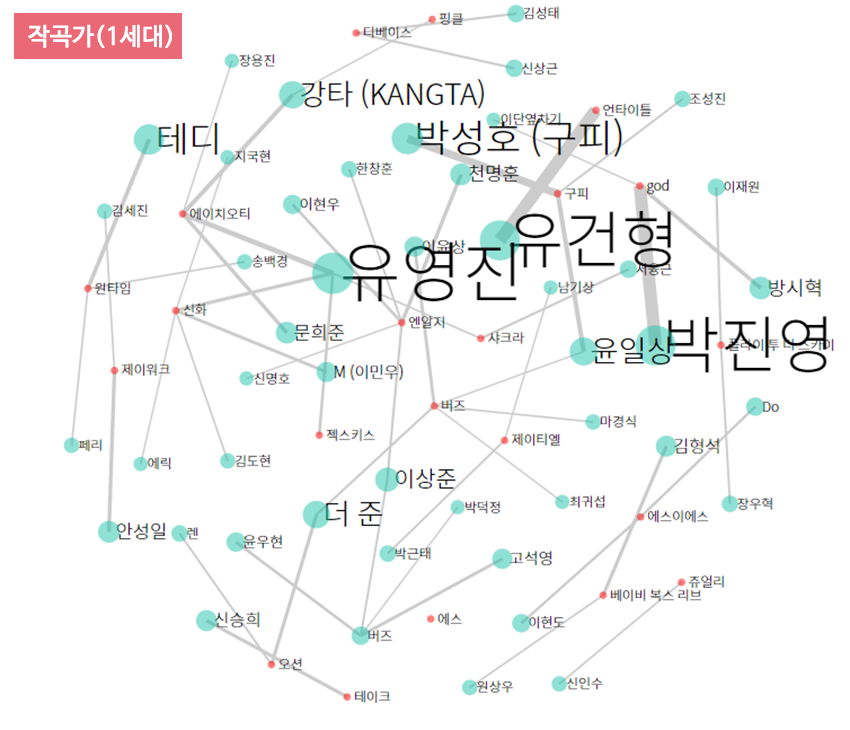 작곡가(1세대)
핑클
김성태
디베이스
장용진
신상근
강타 (KANGTA)
조성진
언타이틀
이단옆차기
테디
박성호 (구피)
지국현
한창훈
천명훈
구피
god
이재원
김세진
에이치오티
이현우
유건형
이윤상
송백경
유영진
서용근
원타임
남기상
방시혁
신화
엔알지
문희준
샤크라
윤일상
박진영
플라이 투 더 스카이
제이워크
신명호
M (이민우)
버즈
Do
마경식
젝스키스
제이티엘
김형석
페리
에릭
김도현
이상준
최귀섭
장우혁
박덕정
더 준
에스이에스
안성일
렌
윤우현
박근태
고석영
쥬얼리
베이비 복스 리브
신승희
에스
이현도
버즈
오션
원상우
신인수
테이크